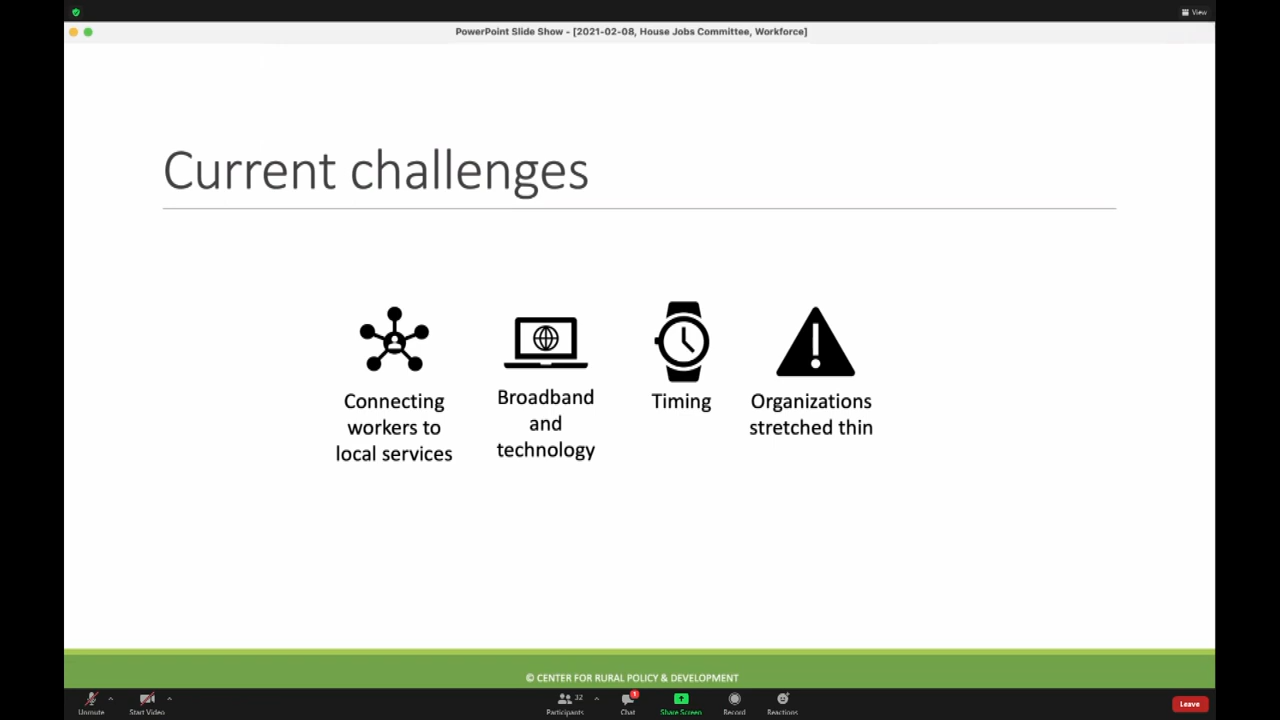 View
PowerPoint Slide Show - [2021-02-08, House Jobs Committee, Workforce]
Current challenges
Connecting
workers to
local services
Broadband
and
technology
Timing
Organizations
stretched thin
© CENTER FOR RURAL POLICY & DEVELOPMENT
Unmute
Start Video
Participants
32
Chat
1
Share Screen
Record
Reactions
Leave